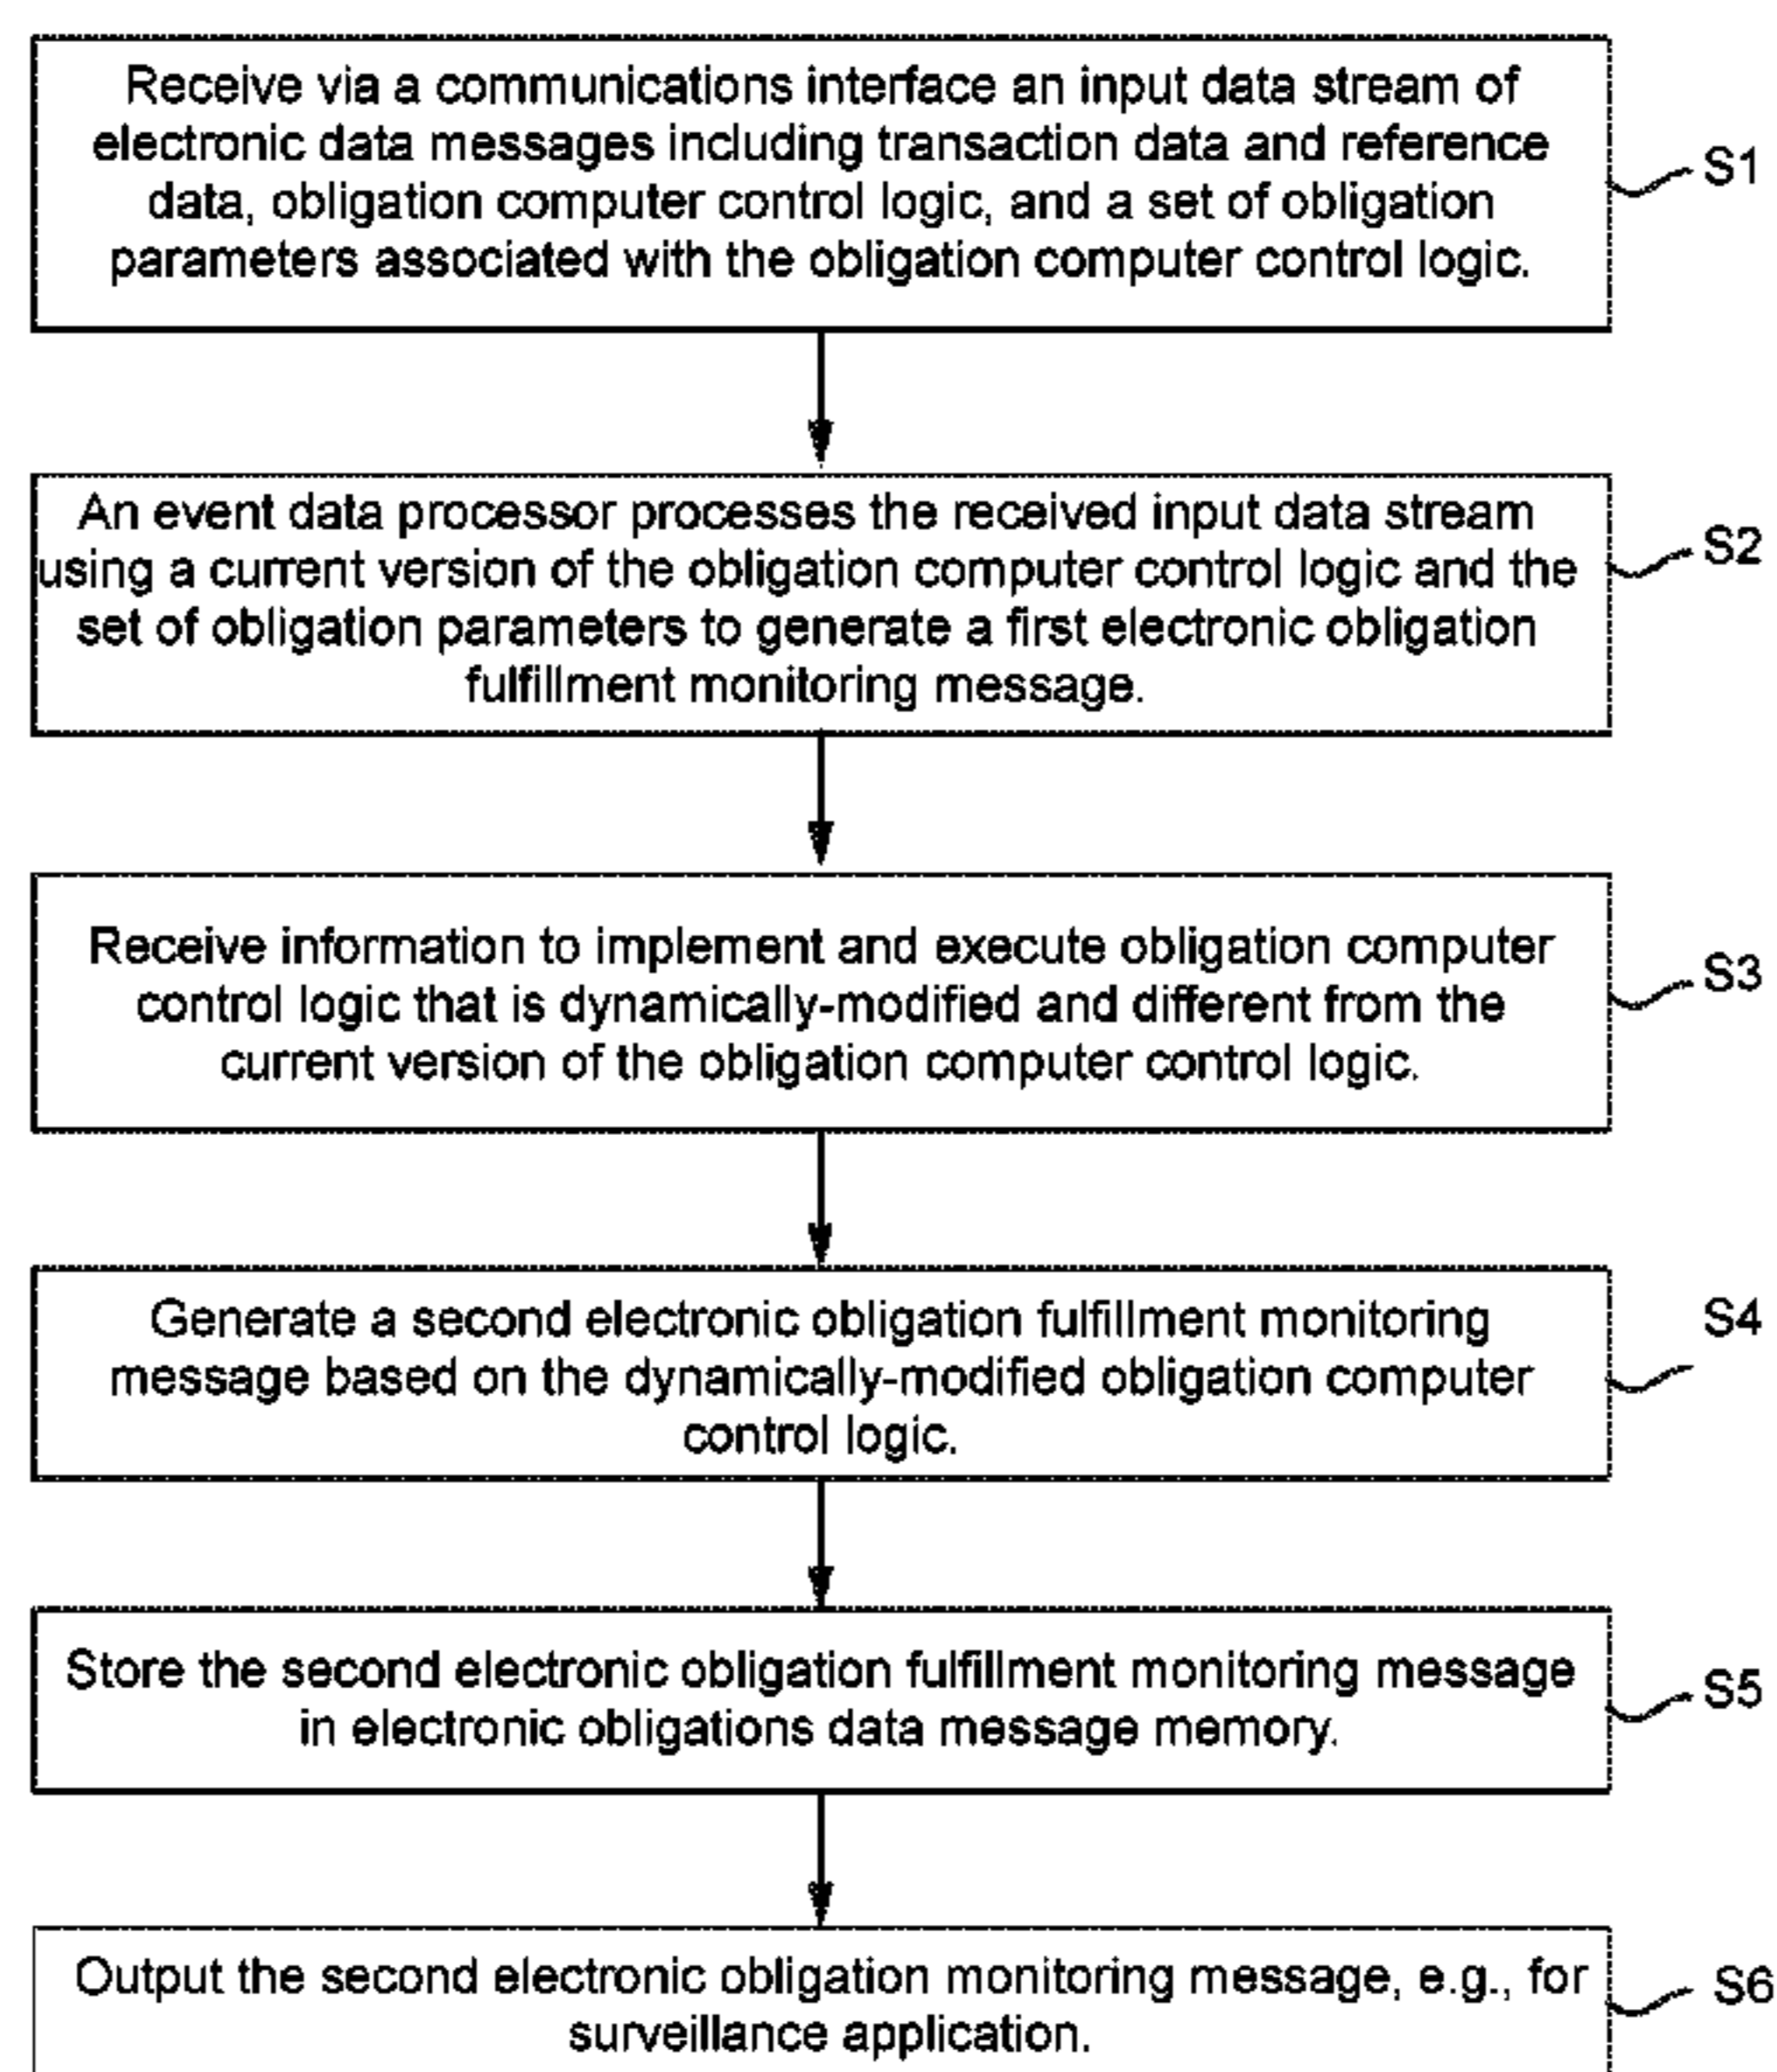 Receive via a communications interface an input data stream of
electronic data messages including transaction data and reference
data, obligation computer control logic, and a set of obligation
parameters associated with the obligation computer control logic.
S1
An event data processor processes the received input data stream
using a current version of the obligation computer control logic and the
set of obligation parameters to generate a first electronic obligation
fulfillment monitoring message.
S2
Receive information to implement and execute obligation computer
control logic that is dynamically-modified and different from the
current version of the obligation computer control logic.
S3
Generate a second electronic obligation fulfillment monitoring
message based on the dynamically-modified obligation computer
control logic.
S4
Store the second electronic obligation fulfillment monitoring message
in electronic obligations data message memory.
S5
Output the second electronic obligation monitoring message, e.g., for
surveillance application.
S6